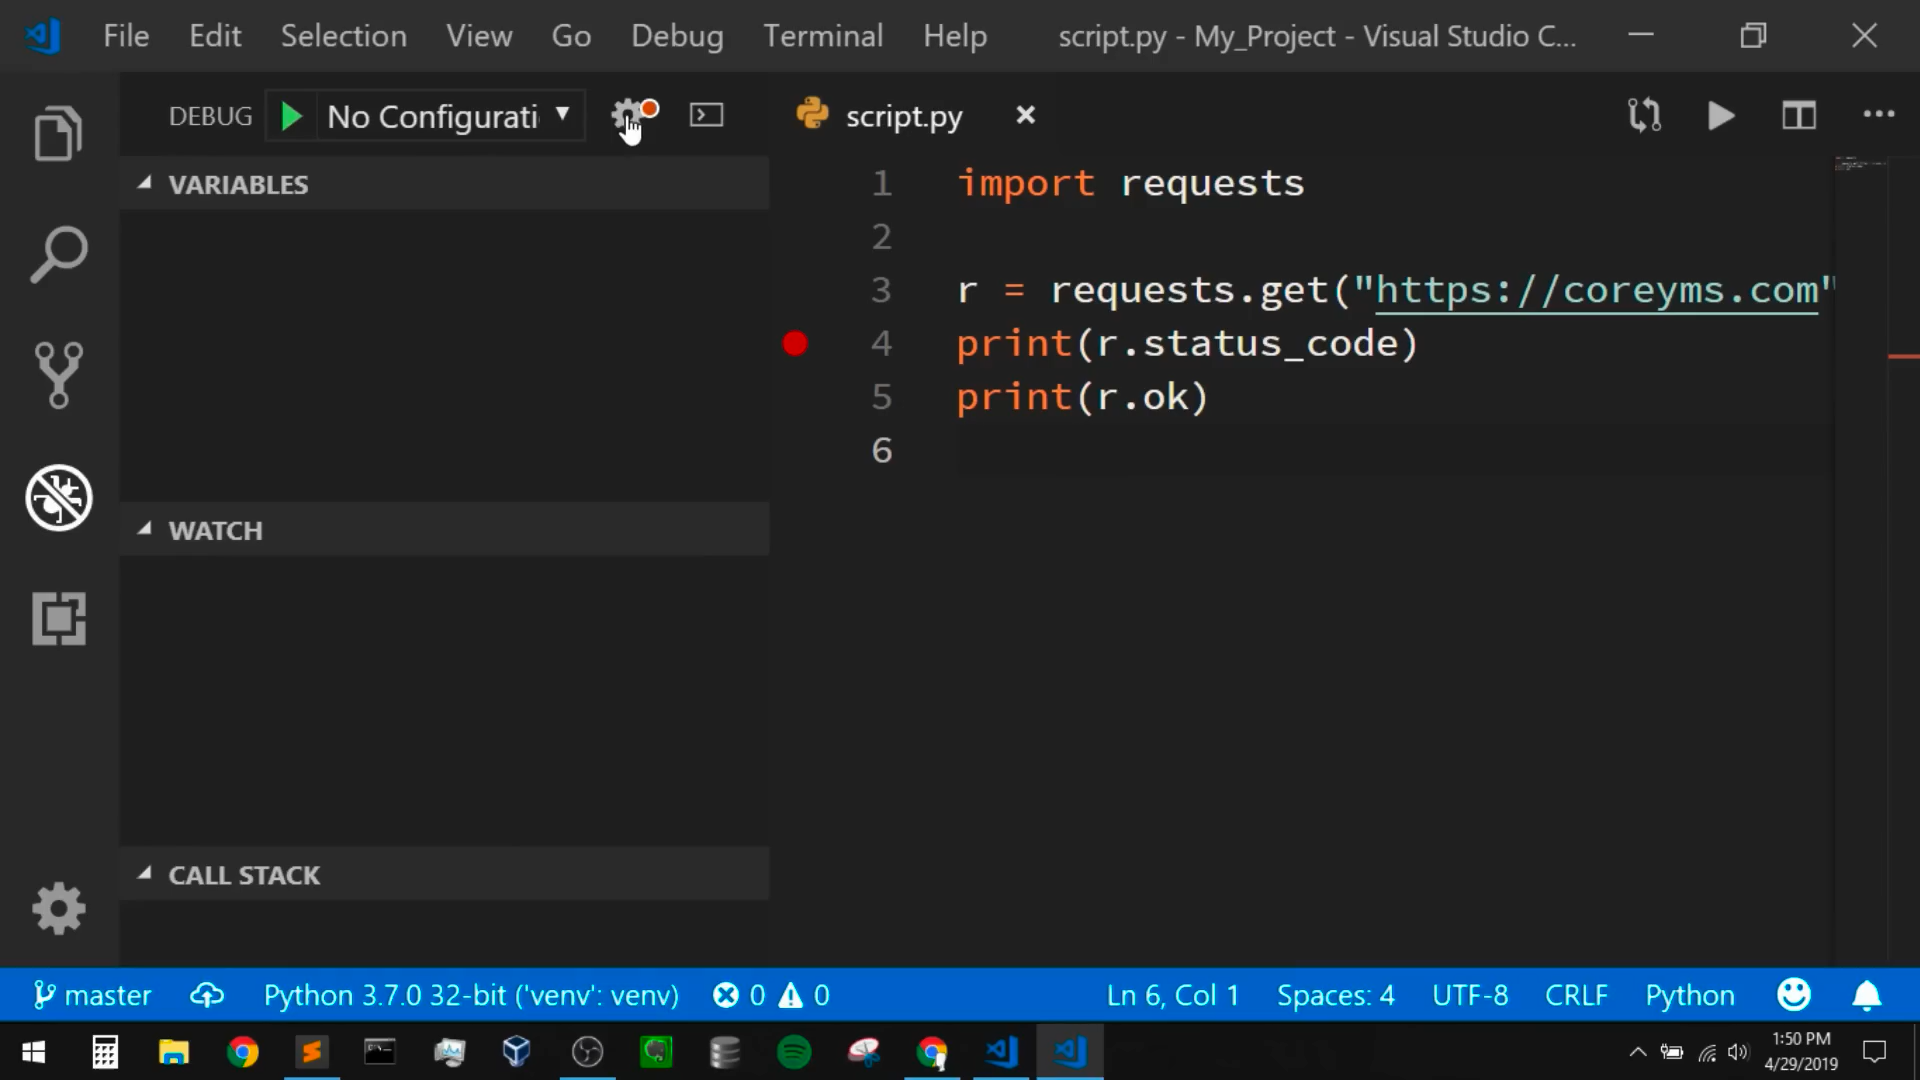 File Edit Selection View Go Debug Terminal Help script.py - My_Project - Visual Studio C...
DEBUG No Configurati
script.py
VARIABLES
WATCH
CALL STACK
1 import requests
2
3 r = requests.get("https://coreyms.com"
4 print(r.status_code)
5 print(r.ok)
6
master Python 3.7.0 32-bit ('venv': venv) 0 0 Ln 6, Col 1 Spaces: 4 UTF-8 CRLF Python
1:50 PM
4/29/2019